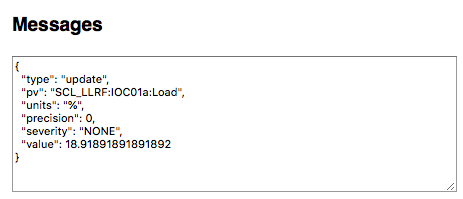 Messages
{
  "type": "update",
  "pv": "SCL_LLRF:IOC01a:Load",
  "units": "%",
  "precision": 0,
  "severity": "NONE",
  "value": 18.91891891891892
}